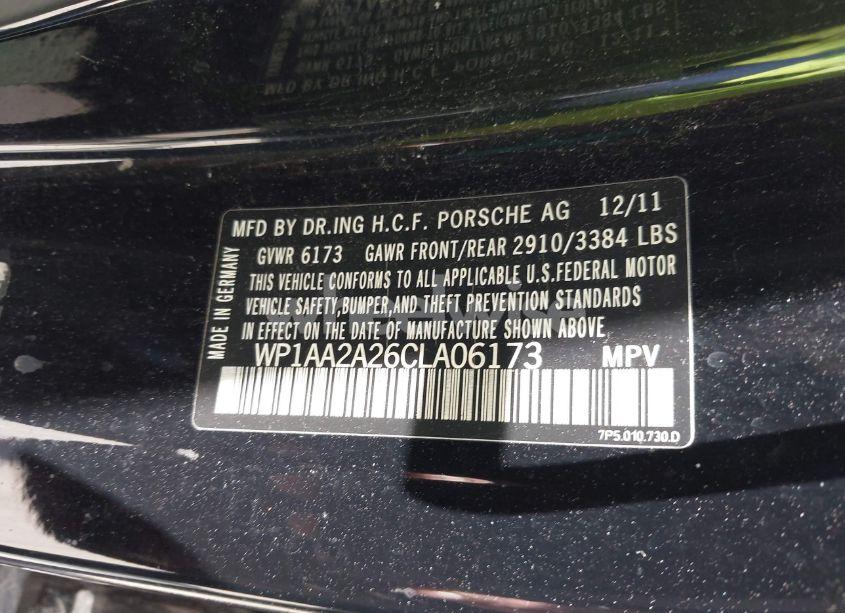 MFD BY DR.ING H.C.F. PORSCHE AG 12/11
GVWR 6173 GAWR FRONT/REAR 2910/3384 LBS
THIS VEHICLE CONFORMS TO ALL APPLICABLE U.S.FEDERAL MOTOR
VEHICLE SAFETY,BUMPER,AND THEFT PREVENTION STANDARDS
IN EFFECT ON THE DATE OF MANUFACTURE SHOWN ABOVE
WP1AA2A26CLA06173 MPV
7P5.010.730.D
MADE IN GERMANY